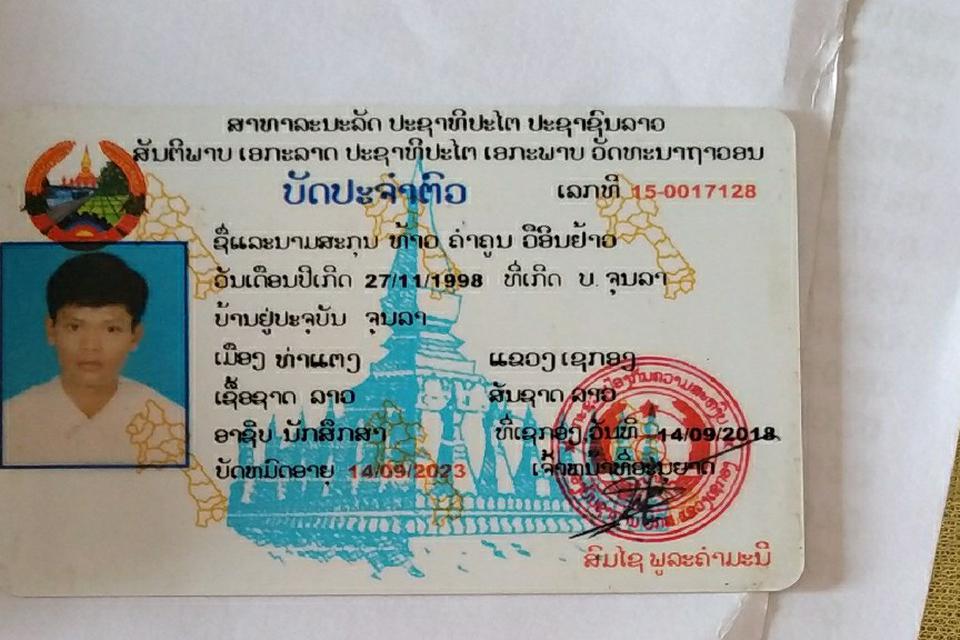 ສາທາລະນະລັດ ປະຊາທິປະໄຕ ປະຊາຊົນລາວ
ສັນຕິພາບ ເອກະລາດ ປະຊາທິປະໄຕ ເອກະພາບ ວັດທະນາຖາວອນ
ບັດປະຈຳຕົວ ເລກທີ 15-0017128
ຊື່ແລະນາມສະກຸນ ທ້າວ ຄຳຄູນ ວີອິນຢ້າວ
ວັນເດືອນປີເກີດ 27/11/1998 ທີ່ເກີດ ບ. ຈຸນລາ
ບ້ານຢູ່ປະຈຸບັນ ຈຸນລາ
ເມືອງ ທ່າແຕງ ແຂວງ ເຊກອງ
ເຊື້ອຊາດ ລາວ ສັນຊາດ ລາວ
ອາຊີບ ນັກສຶກສາ ທີ່ເຊກອງ ວັນທີ 14/09/2018
ບັດຫມົດອາຍຸ 14/09/2023 ເຈົ້າຫນ້າທີ່ອະນຸຍາດ
ສົມໄຊ ພູລະຄຳມະນີ